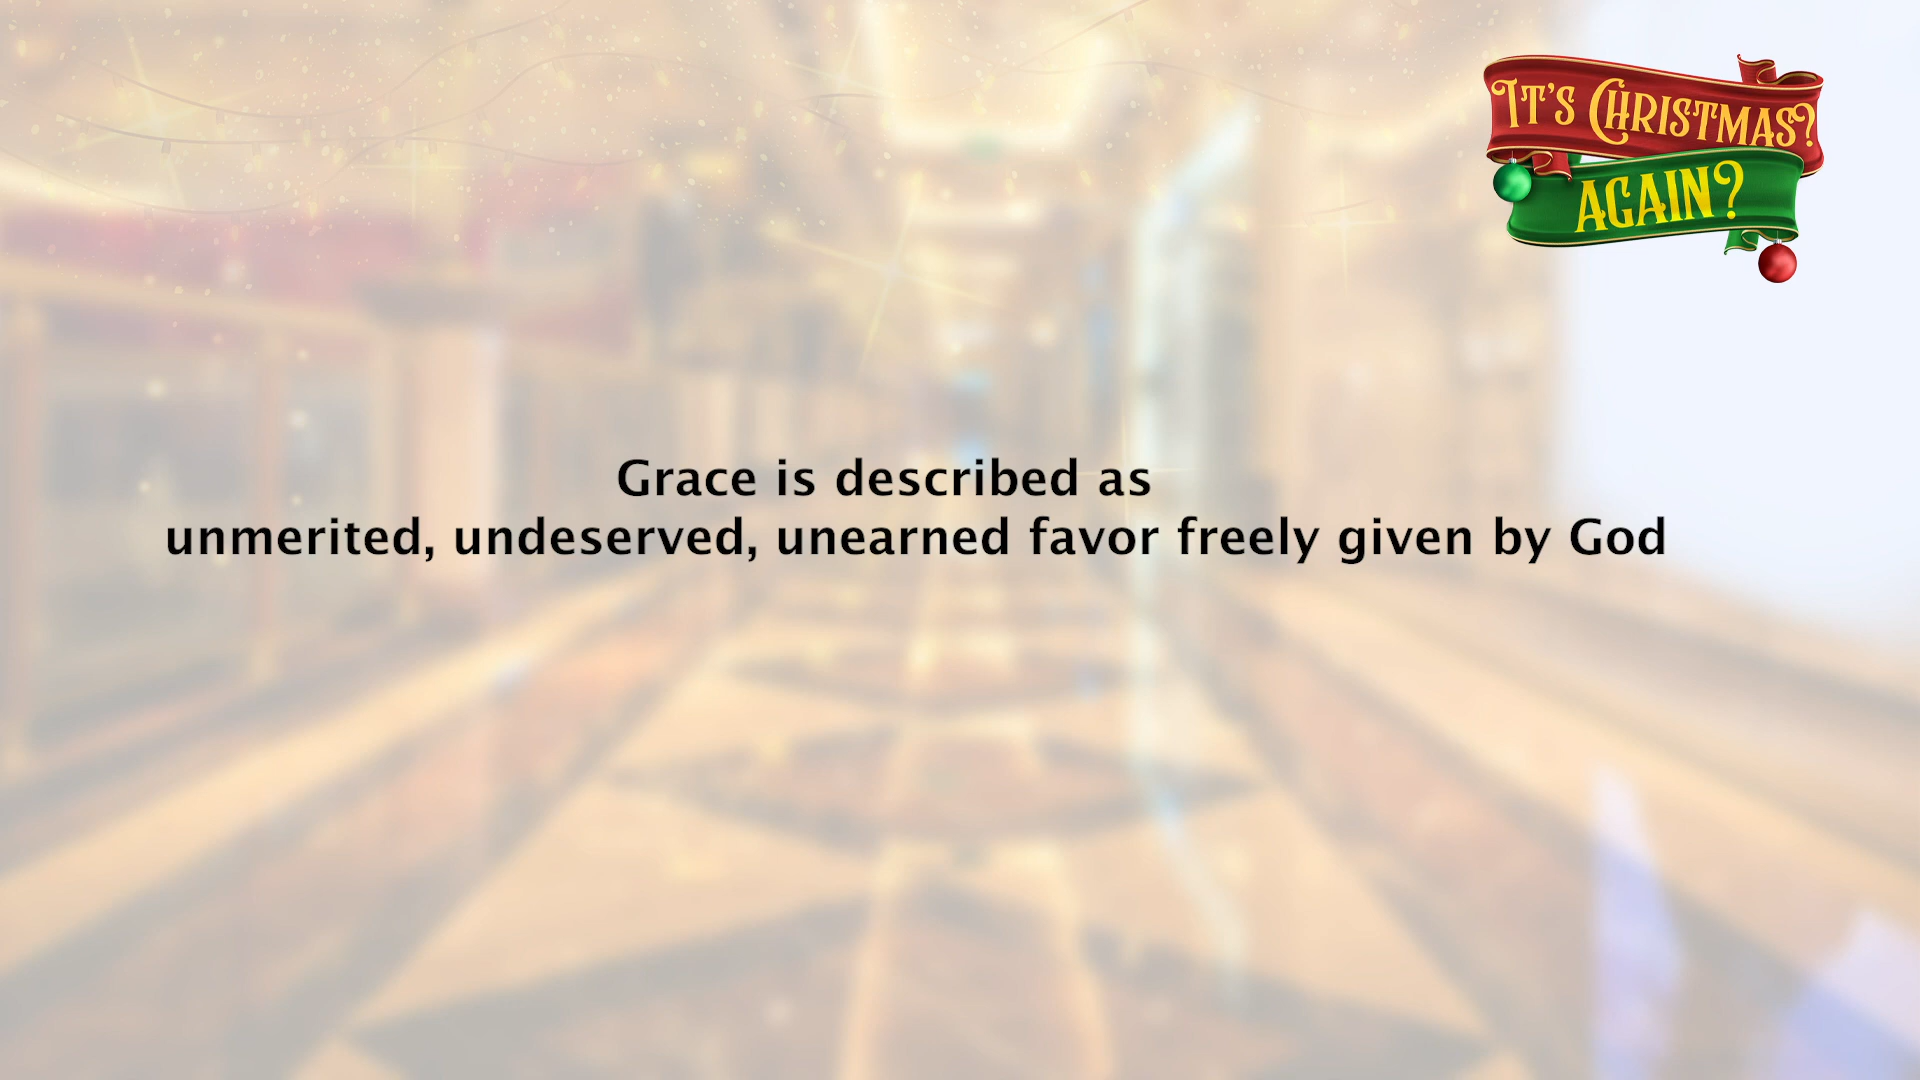 It's Christmas?
Again?
Grace is described as
unmerited, undeserved, unearned favor freely given by God